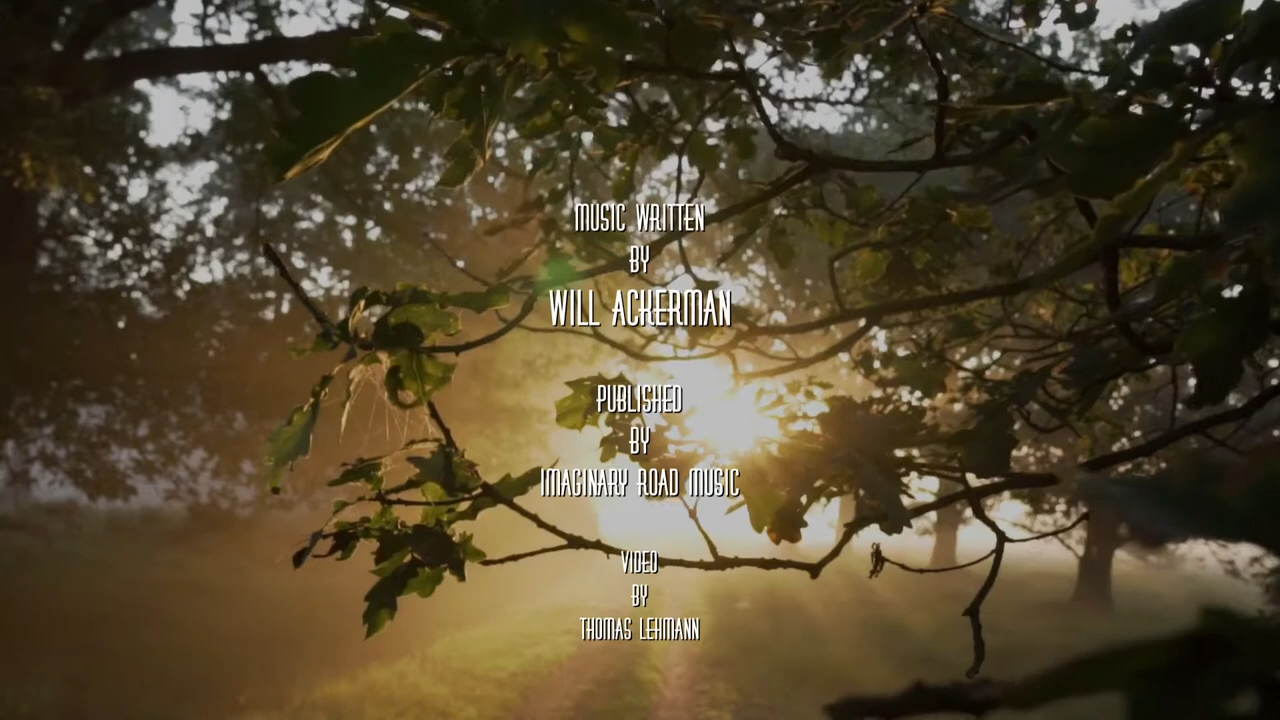 MUSIC WRITTEN
BY
WILL ACKERMAN
PUBLISHED
BY
IMAGINARY ROAD MUSIC
VIDEO
BY
THOMAS LEHMANN